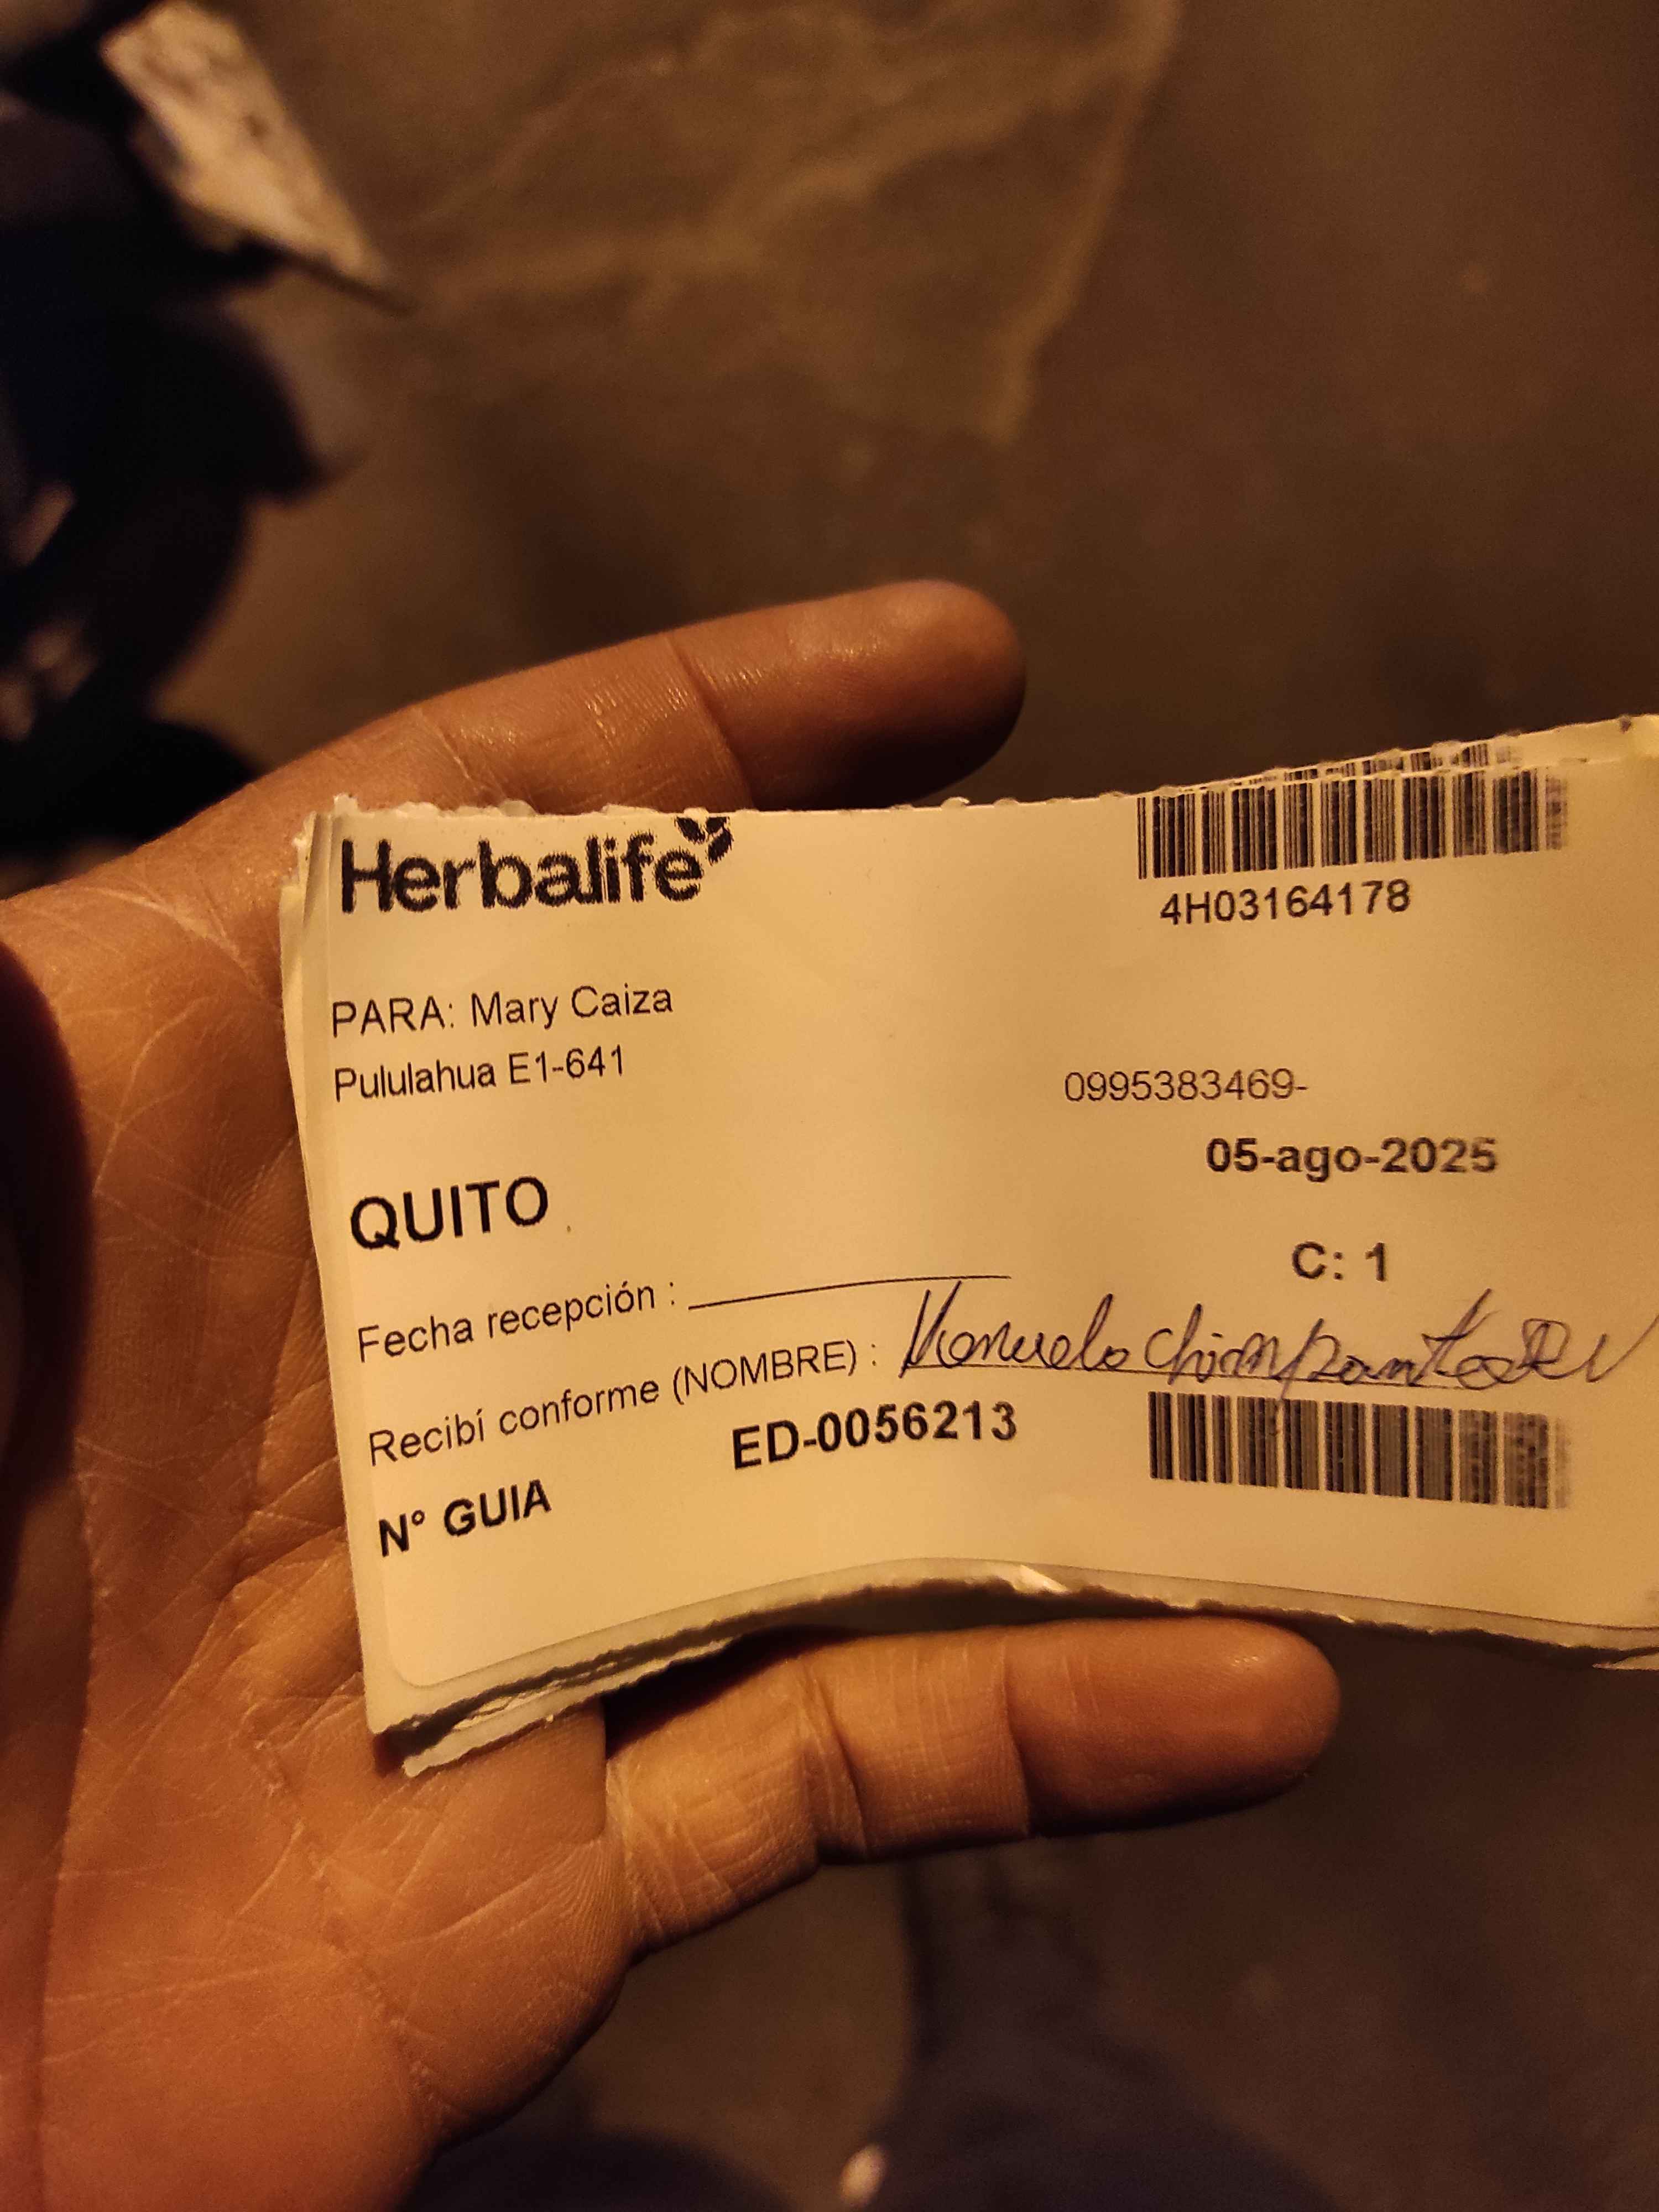 Herbalife
4H03164178
PARA: Mary Caiza
Pululahua E1-641
0995383469-
05-ago-2025
QUITO
C: 1
Fecha recepción :
Recibí conforme (NOMBRE) :
ED-0056213
N° GUIA